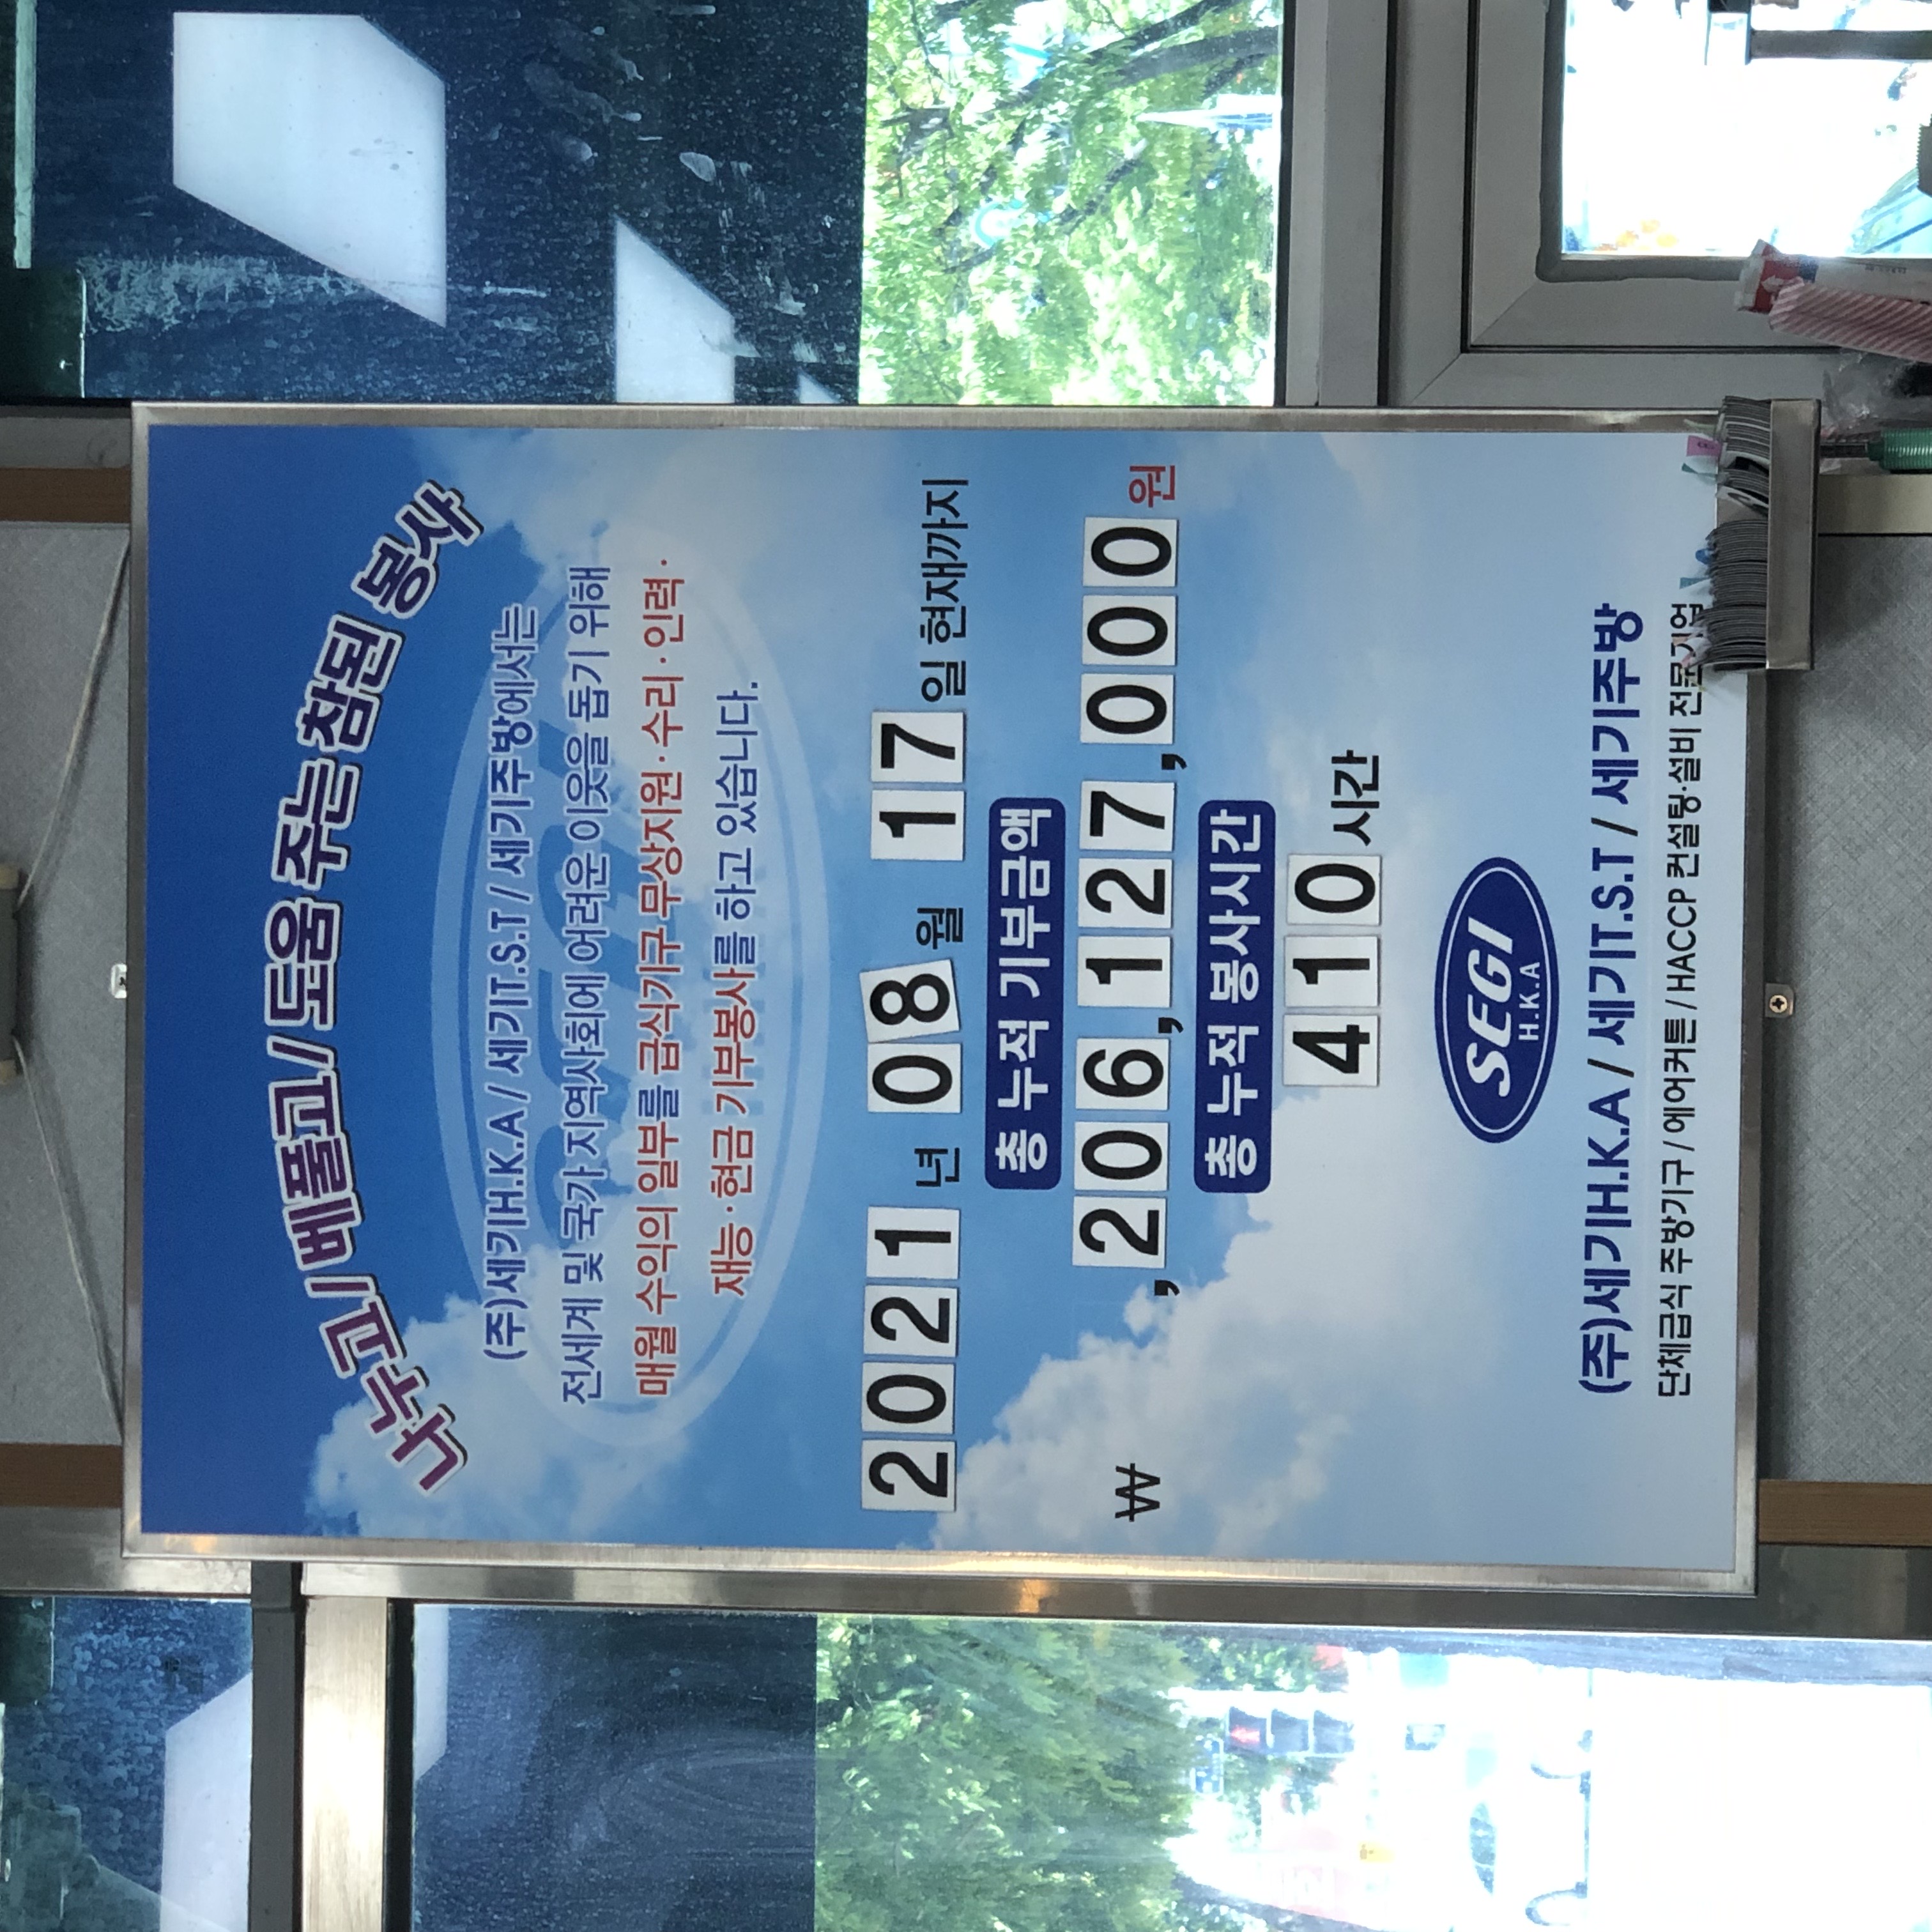 나누고/ 베풀고/ 도움 주는 참된 봉사
(주)세기H.K.A / 세기T.S.T / 세기주방에서는
전세계 및 국가 지역사회에 어려운 이웃을 돕기 위해
매월 수익의 일부를 급식기구 무상지원·수리·인력·
재능·현금 기부봉사를 하고 있습니다.
2021 년 08 월 17 일 현재까지
총 누적 기부금액
₩ ,206,127,000 원
총 누적 봉사시간
410 시간
SEGI
H.K.A
(주)세기H.K.A / 세기T.S.T / 세기주방
단체급식 주방기구 / 에어커튼 / HACCP 컨설팅·설비 전문기업